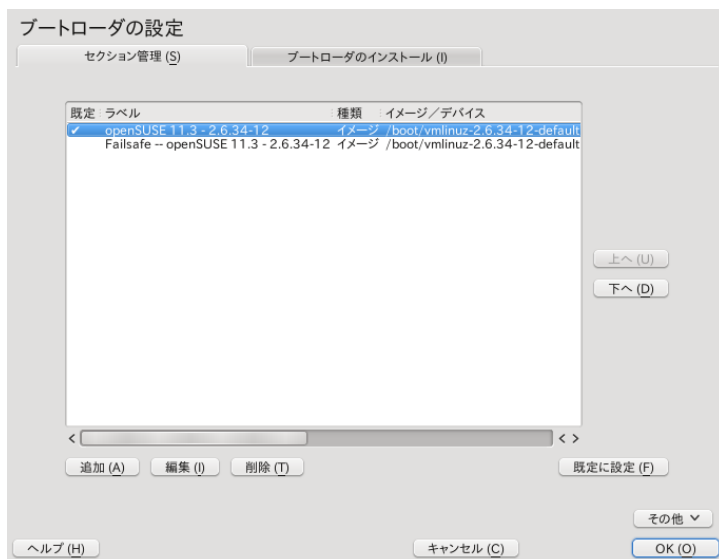 ブートローダの設定
セクション管理 (S) ブートローダのインストール (I)
既定 ラベル 種類 イメージ／デバイス
✔ openSUSE 11.3 - 2.6.34-12 イメージ /boot/vmlinuz-2.6.34-12-default
Failsafe -- openSUSE 11.3 - 2.6.34-12 イメージ /boot/vmlinuz-2.6.34-12-default
上へ (U)
下へ (D)
追加 (A) 編集 (I) 削除 (T) 既定に設定 (F)
その他
ヘルプ (H) キャンセル (C) OK (O)